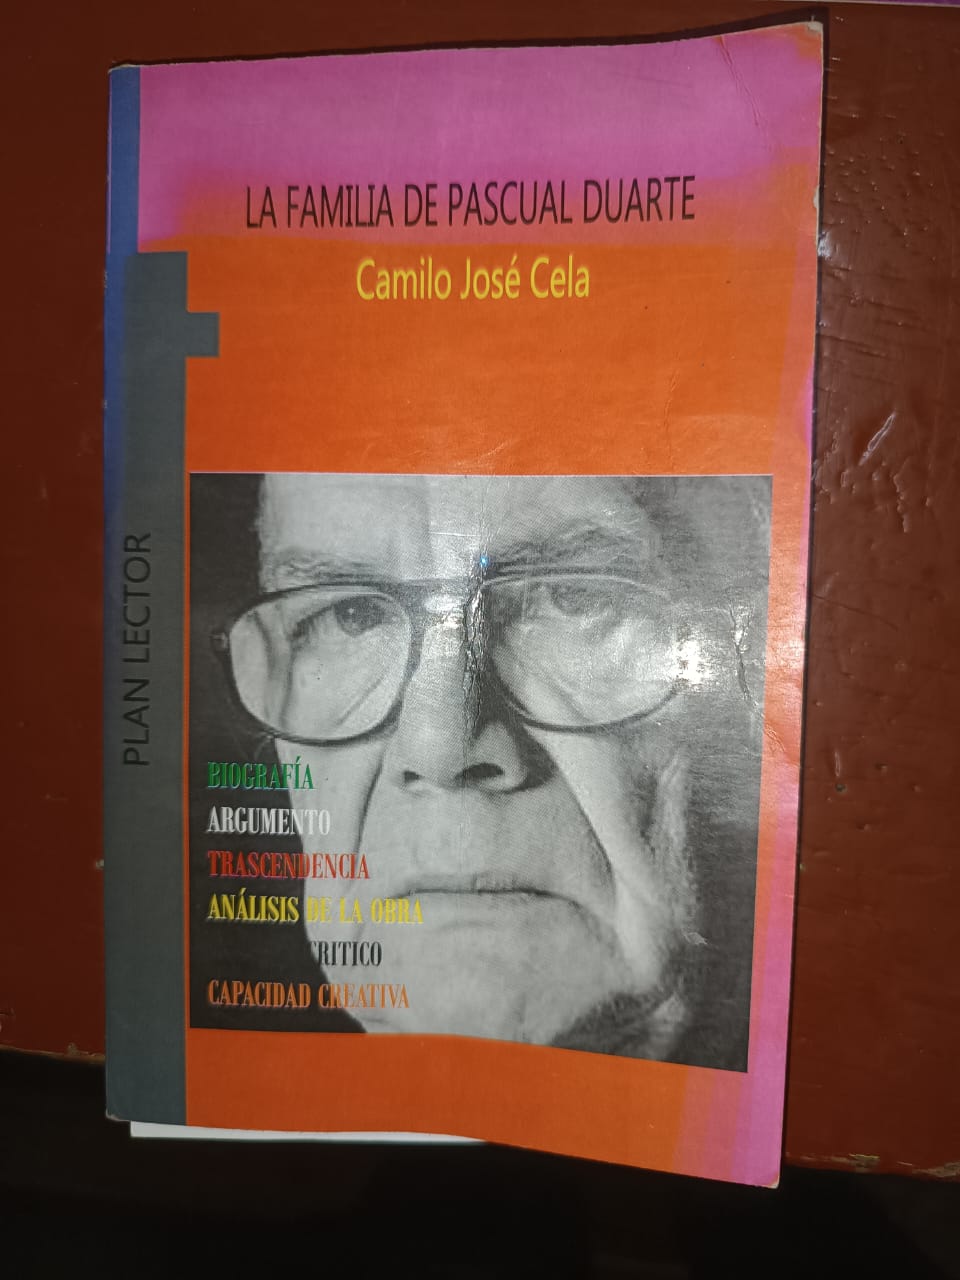 LA FAMILIA DE PASCUAL DUARTE
Camilo José Cela
PLAN LECTOR
BIOGRAFÍA
ARGUMENTO
TRASCENDENCIA
ANÁLISIS DE LA OBRA
CRITICO
CAPACIDAD CREATIVA